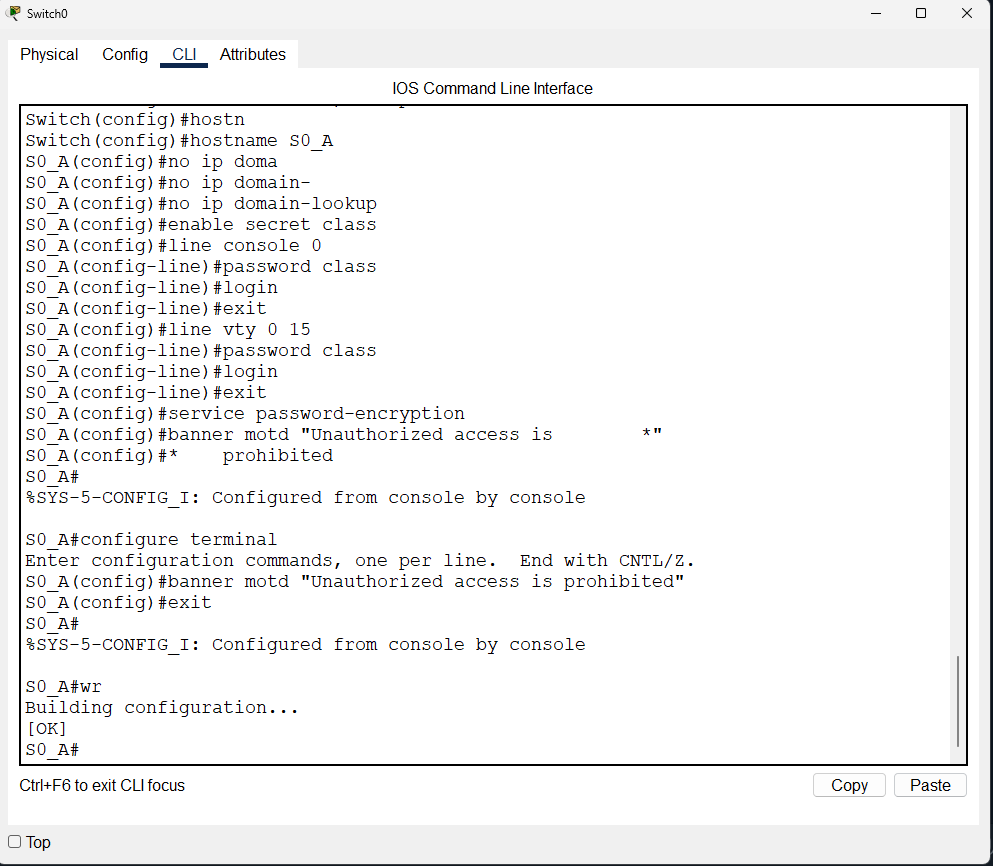 Switch0
Physical Config CLI Attributes
IOS Command Line Interface
Switch(config)#hostn
Switch(config)#hostname S0_A
S0_A(config)#no ip doma
S0_A(config)#no ip domain-
S0_A(config)#no ip domain-lookup
S0_A(config)#enable secret class
S0_A(config)#line console 0
S0_A(config-line)#password class
S0_A(config-line)#login
S0_A(config-line)#exit
S0_A(config)#line vty 0 15
S0_A(config-line)#password class
S0_A(config-line)#login
S0_A(config-line)#exit
S0_A(config)#service password-encryption
S0_A(config)#banner motd "Unauthorized access is        *"
S0_A(config)#*    prohibited
S0_A#
%SYS-5-CONFIG_I: Configured from console by console
S0_A#configure terminal
Enter configuration commands, one per line.  End with CNTL/Z.
S0_A(config)#banner motd "Unauthorized access is prohibited"
S0_A(config)#exit
S0_A#
%SYS-5-CONFIG_I: Configured from console by console
S0_A#wr
Building configuration...
[OK]
S0_A#
Ctrl+F6 to exit CLI focus
Copy Paste
Top